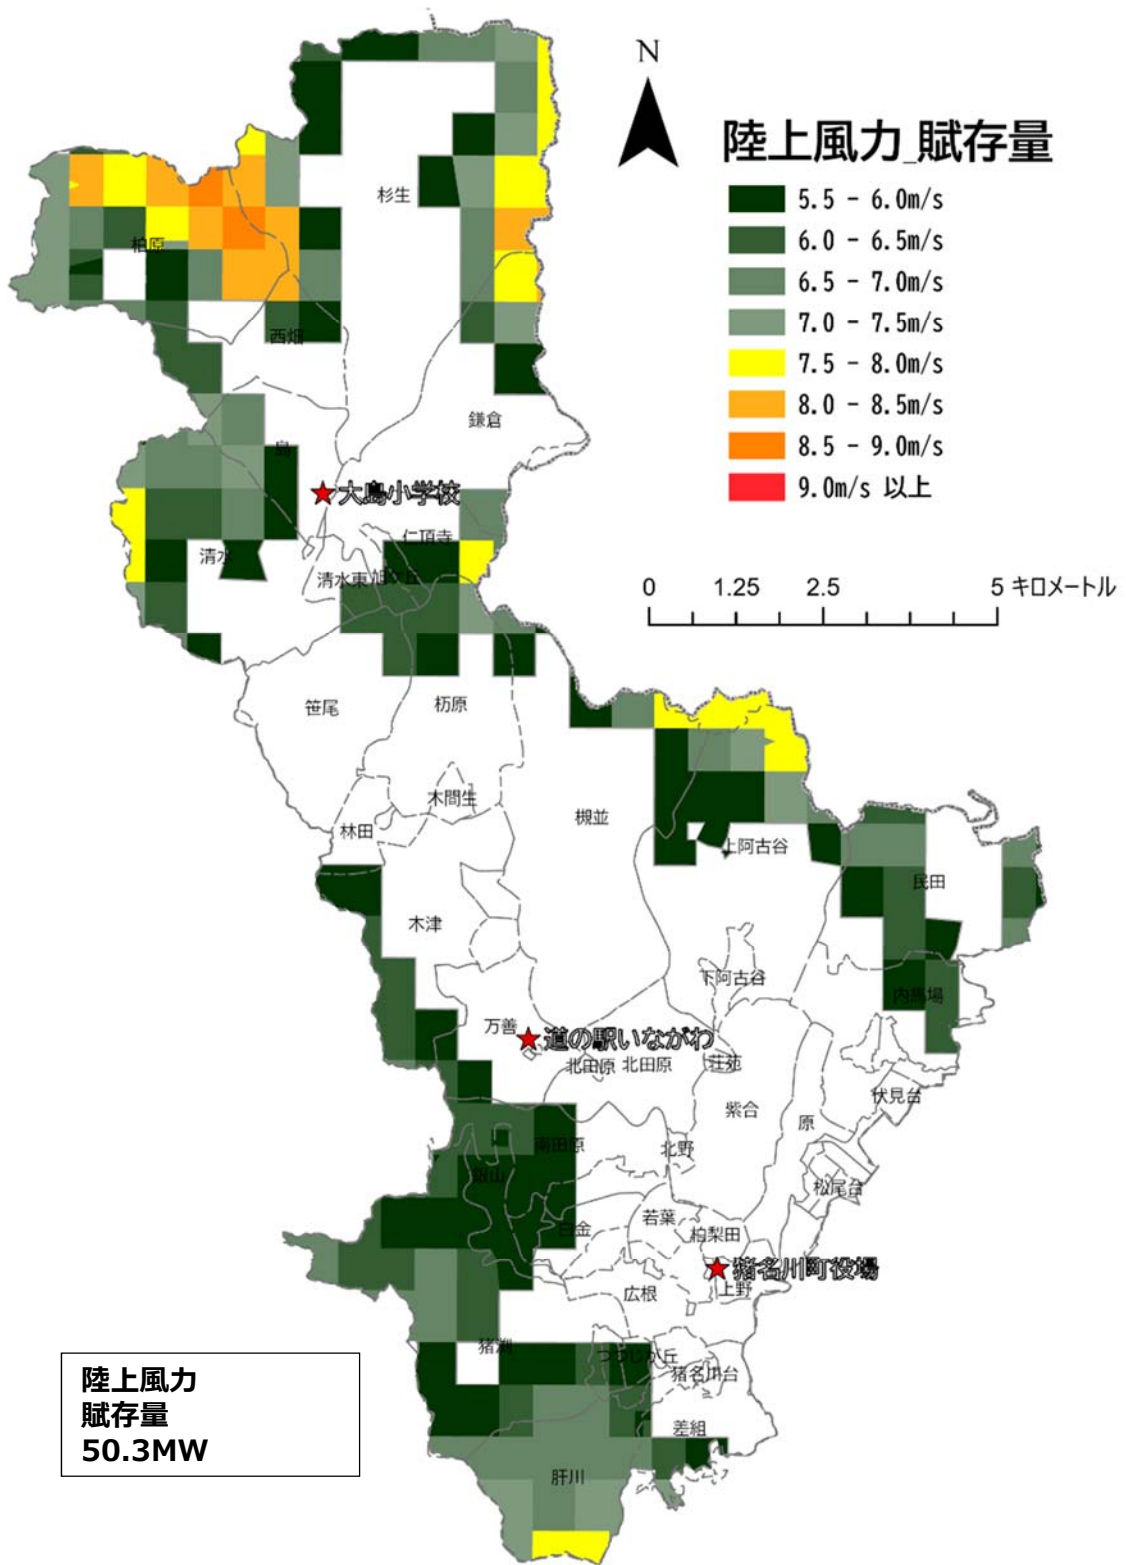 N
陸上風力_賦存量
5.5 - 6.0m/s
6.0 - 6.5m/s
6.5 - 7.0m/s
7.0 - 7.5m/s
7.5 - 8.0m/s
8.0 - 8.5m/s
8.5 - 9.0m/s
9.0m/s 以上
0 1.25 2.5 5 キロメートル
杉生
柏原
西畑
鎌倉
島
大島小学校
仁頂寺
清水
清水東
旭ケ丘
笹尾
杤原
木間生
槻並
林田
上阿古谷
民田
木津
下阿古谷
内馬場
万善
道の駅いながわ
北田原
北田原
荘苑
伏見台
紫合
原
南田原
北野
銀山
松尾台
若葉
白金
柏梨田
猪名川町役場
広根
上野
猪渕
つつじが丘
猪名川台
差組
肝川
陸上風力
賦存量
50.3MW